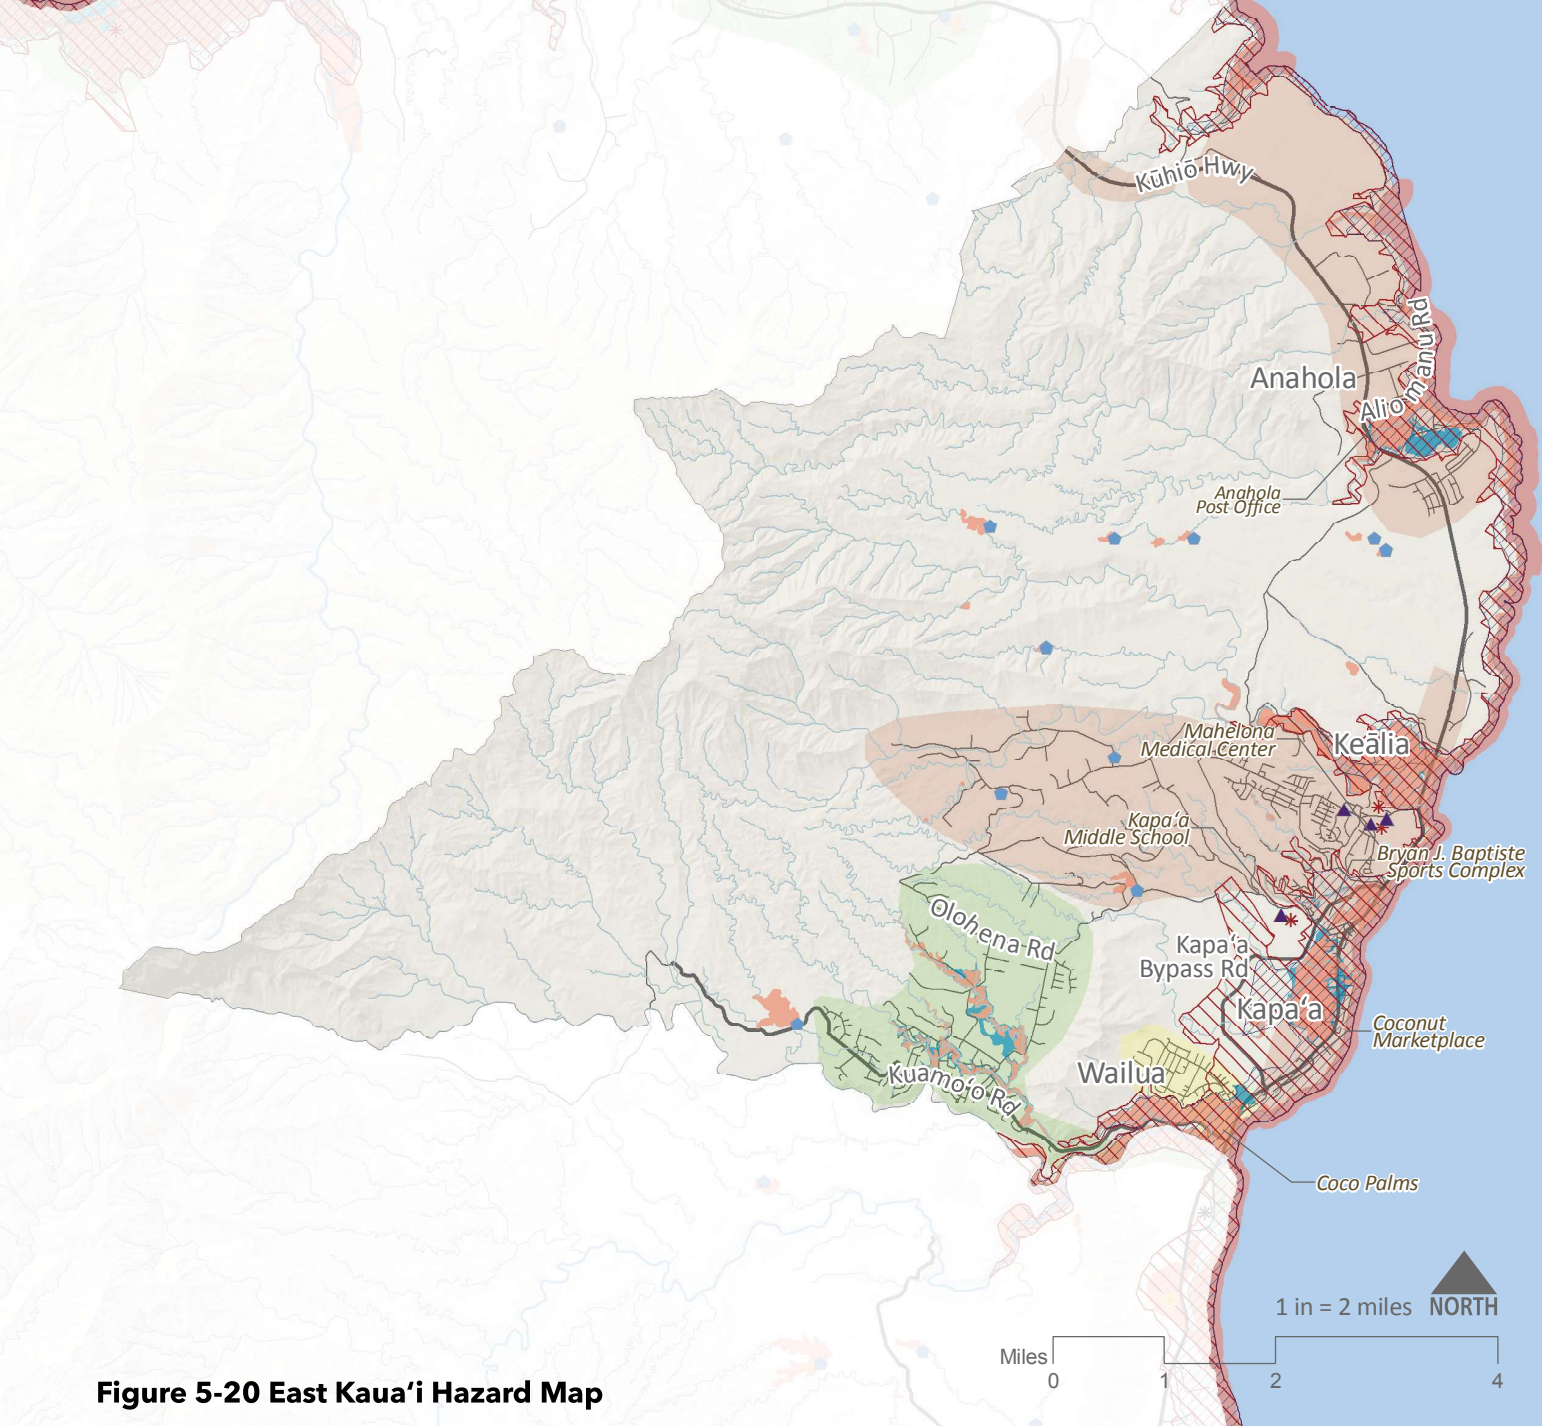 Kūhiō Hwy
Aliomanu Rd
Anahola
Anahola
Post Office
Mahelona
Medical Center
Keālia
Kapaʻa
Middle School
Bryan J. Baptiste
Sports Complex
Olohena Rd
Kapaʻa
Bypass Rd
Kapaʻa
Coconut
Marketplace
Wailua
Kuamoʻo Rd
Coco Palms
1 in = 2 miles NORTH
Miles
0 1 2 4
Figure 5-20 East Kauaʻi Hazard Map